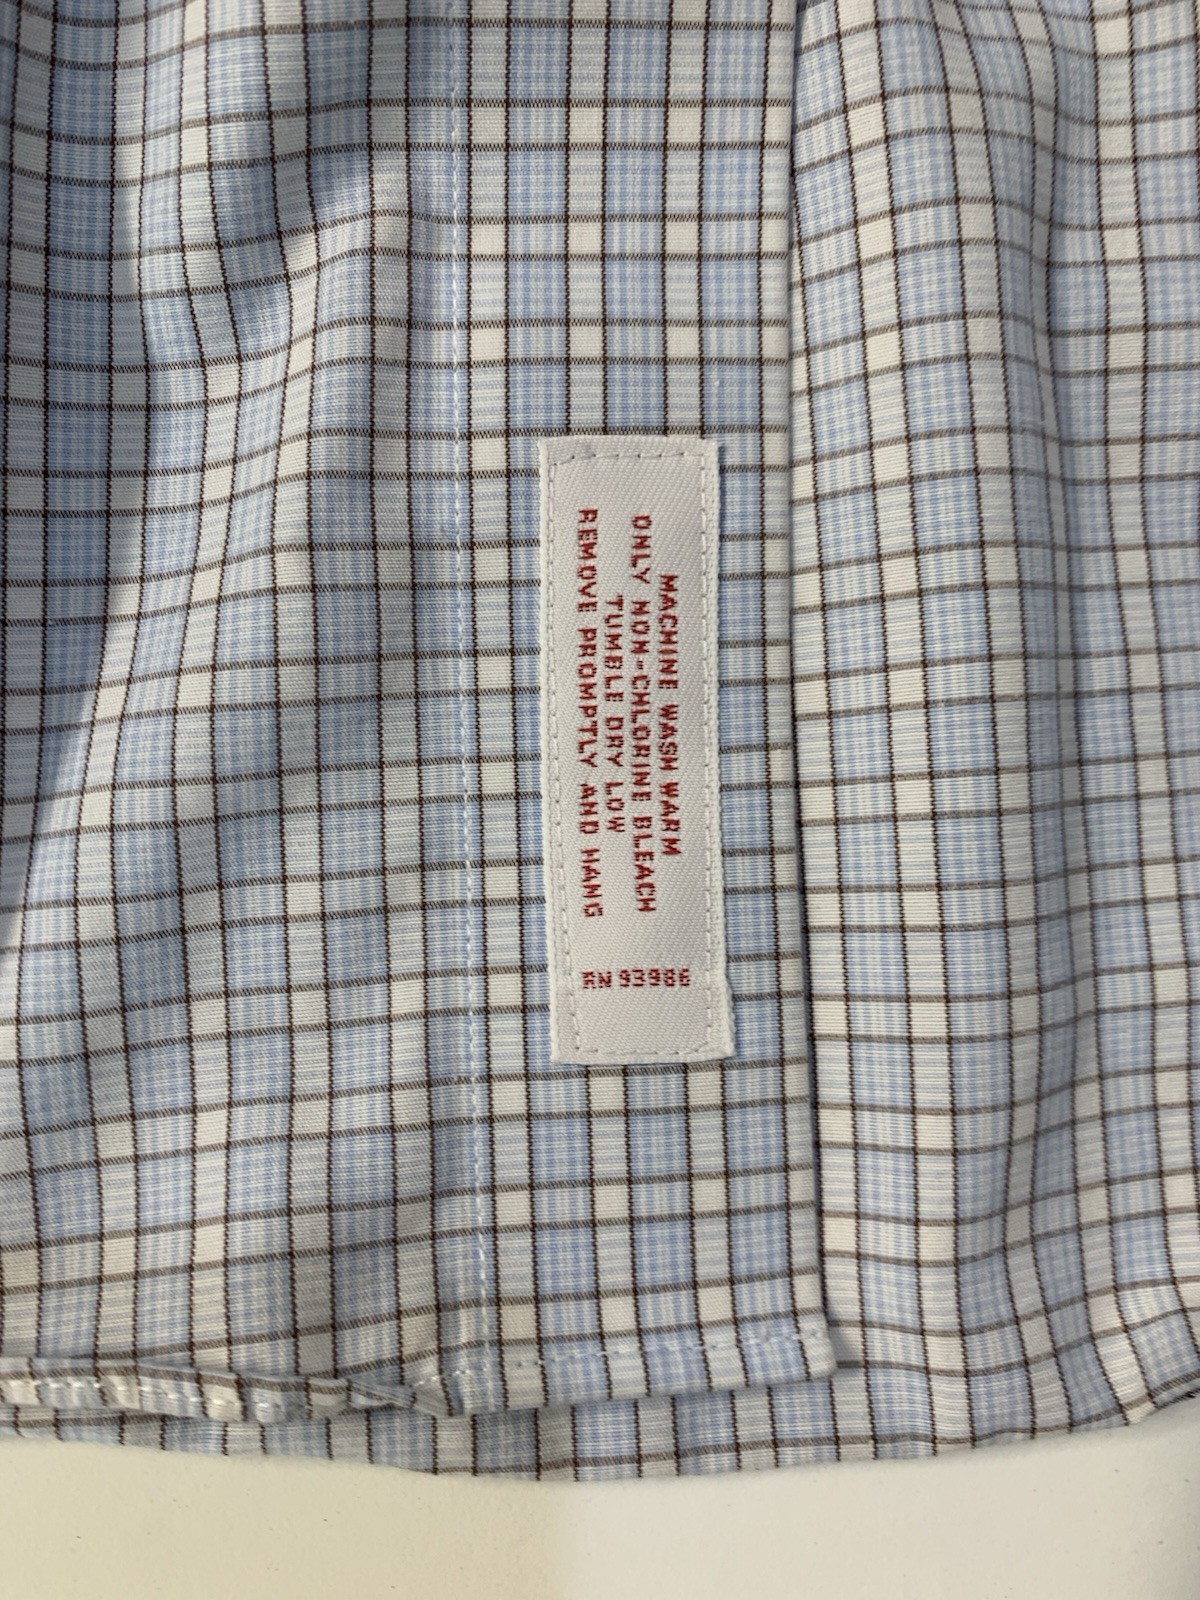 MACHINE WASH WARM
ONLY NON-CHLORINE BLEACH
TUMBLE DRY LOW
REMOVE PROMPTLY AND HANG
RN 93986